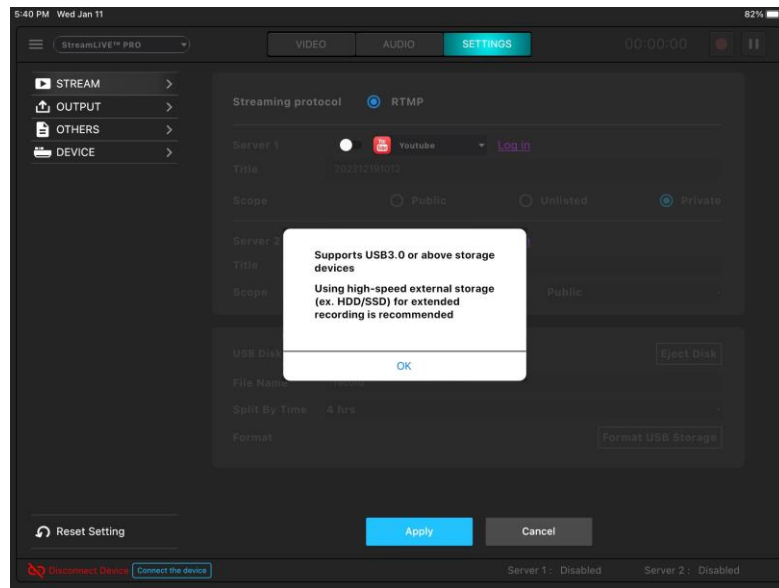 5:40 PM Wed Jan 11
82%
StreamLIVE™ PRO
VIDEO
AUDIO
SETTINGS
00:00:00
STREAM
OUTPUT
OTHERS
DEVICE
Streaming protocol
RTMP
Server 1
Youtube
Log in
Title
202212191012
Scope
Public
Unlisted
Private
Server 2
Title
Scope
Public
Supports USB3.0 or above storage
devices
Using high-speed external storage
(ex. HDD/SSD) for extended
recording is recommended
OK
USB Disk
Eject Disk
File Name
record
Split By Time
4 hrs
Format
Format USB Storage
Reset Setting
Apply
Cancel
Disconnect Device
Connect the device
Server 1 : Disabled
Server 2 : Disabled